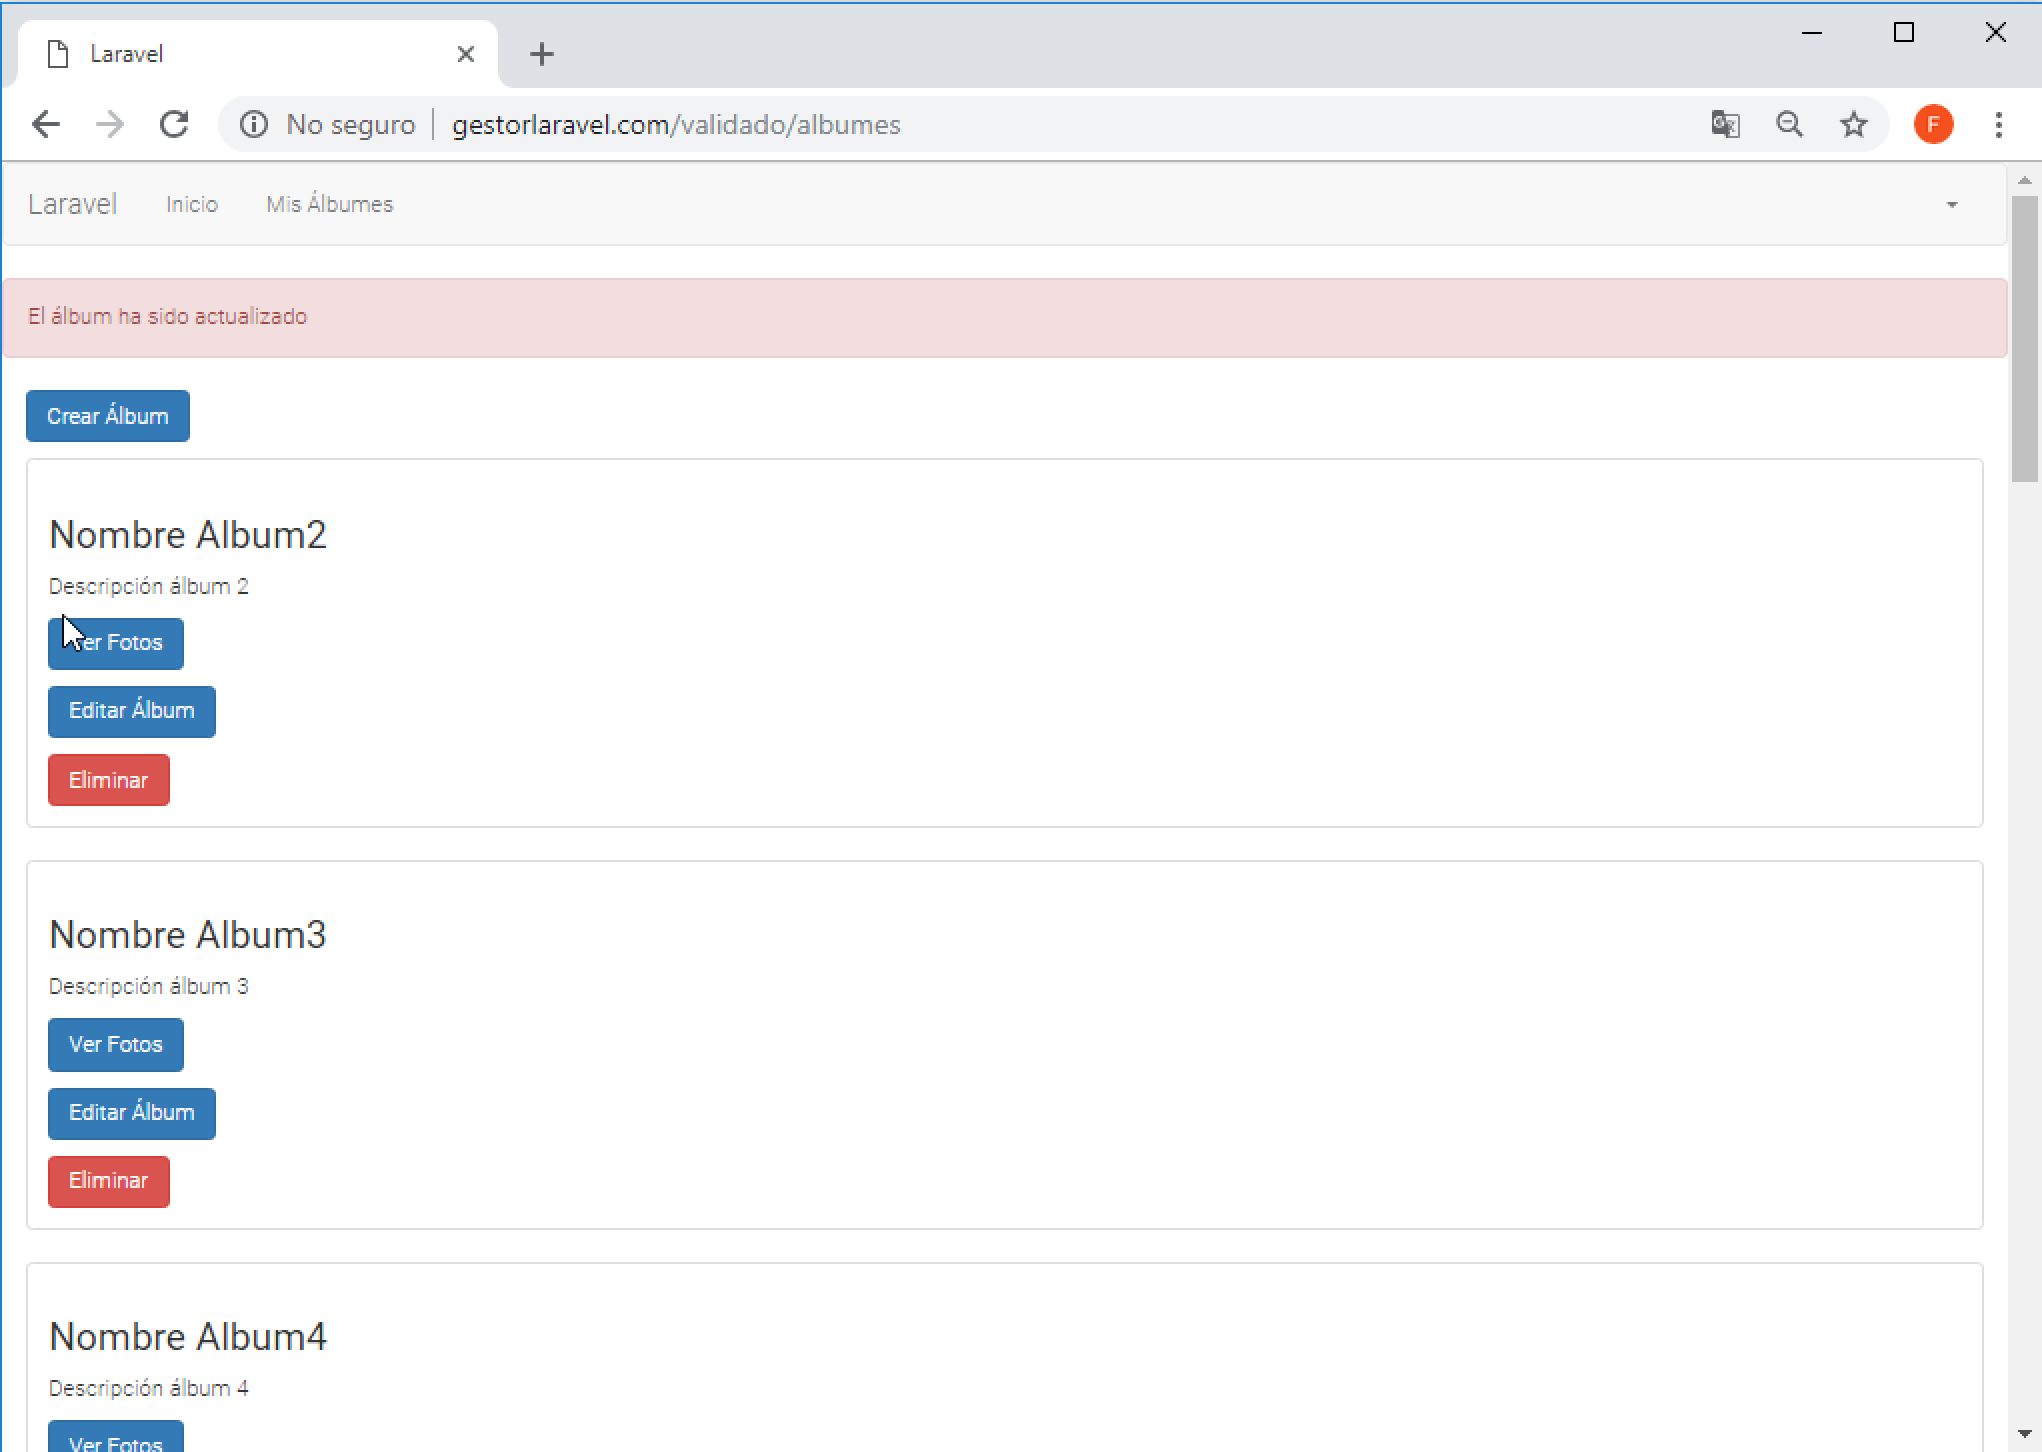 Laravel
No seguro gestorlaravel.com/validado/albumes
F
Laravel Inicio Mis Álbumes
El álbum ha sido actualizado
Crear Álbum
Nombre Album2
Descripción álbum 2
er Fotos
Editar Álbum
Eliminar
Nombre Album3
Descripción álbum 3
Ver Fotos
Editar Álbum
Eliminar
Nombre Album4
Descripción álbum 4
Ver Fotos